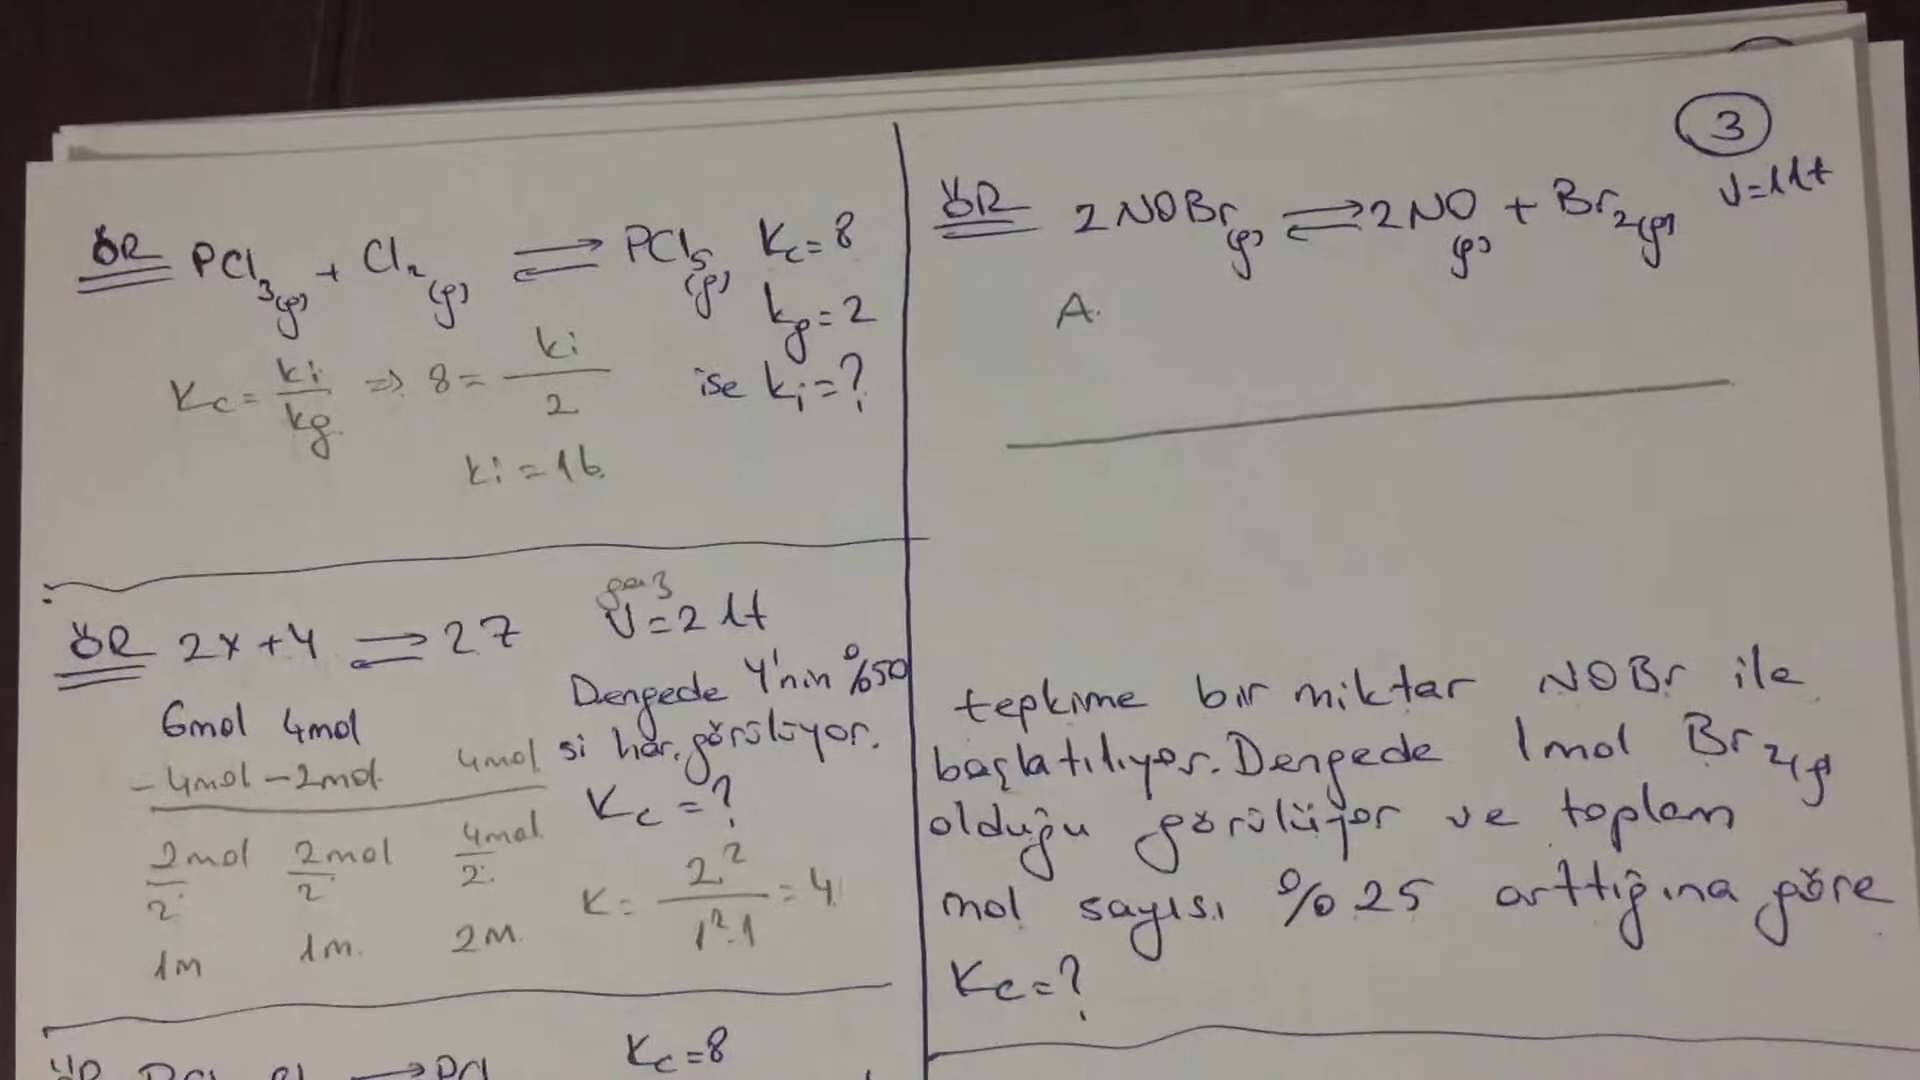 ÖR PCl3(g) + Cl2(g) ⇌ PCl5(g) Kc=8
kg=2
ise ki=?
Kc = ki/kg => 8 = ki/2
ki=16.
ÖR 2X+Y ⇌ 2Z gaz V=2 lt
6mol 4mol
-4mol -2mol 4mol
2mol/2 2mol/2 4mol/2
1M 1M. 2M
Dengede Y'nin %50
si har. görülüyor.
Kc=?
K = 2²/1².1 = 4
ÖR PCl Cl → PCl Kc=8
3
ÖR 2NOBr(g) ⇌ 2NO(g) + Br2(g) V=1lt
A.
tepkime bir miktar NOBr ile
başlatılıyor. Dengede 1mol Br2(g)
olduğu görülüyor ve toplam
mol sayısı %25 arttığına göre
Kc=?